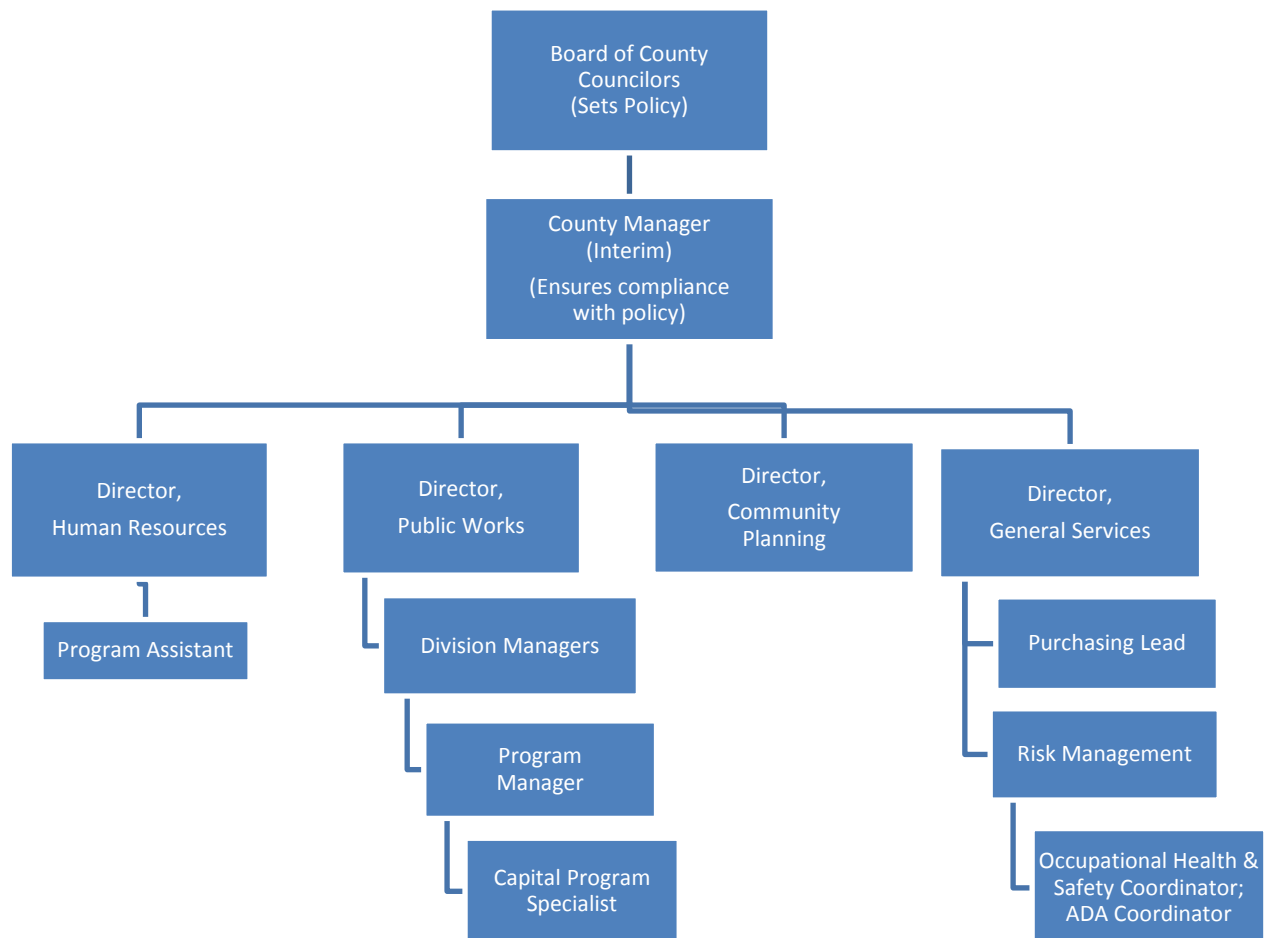 Board of County
Councilors
(Sets Policy)
County Manager
(Interim)
(Ensures compliance
with policy)
Director,
Human Resources
Director,
Public Works
Director,
Community
Planning
Director,
General Services
Program Assistant
Division Managers
Purchasing Lead
Program
Manager
Risk Management
Capital Program
Specialist
Occupational Health &
Safety Coordinator;
ADA Coordinator